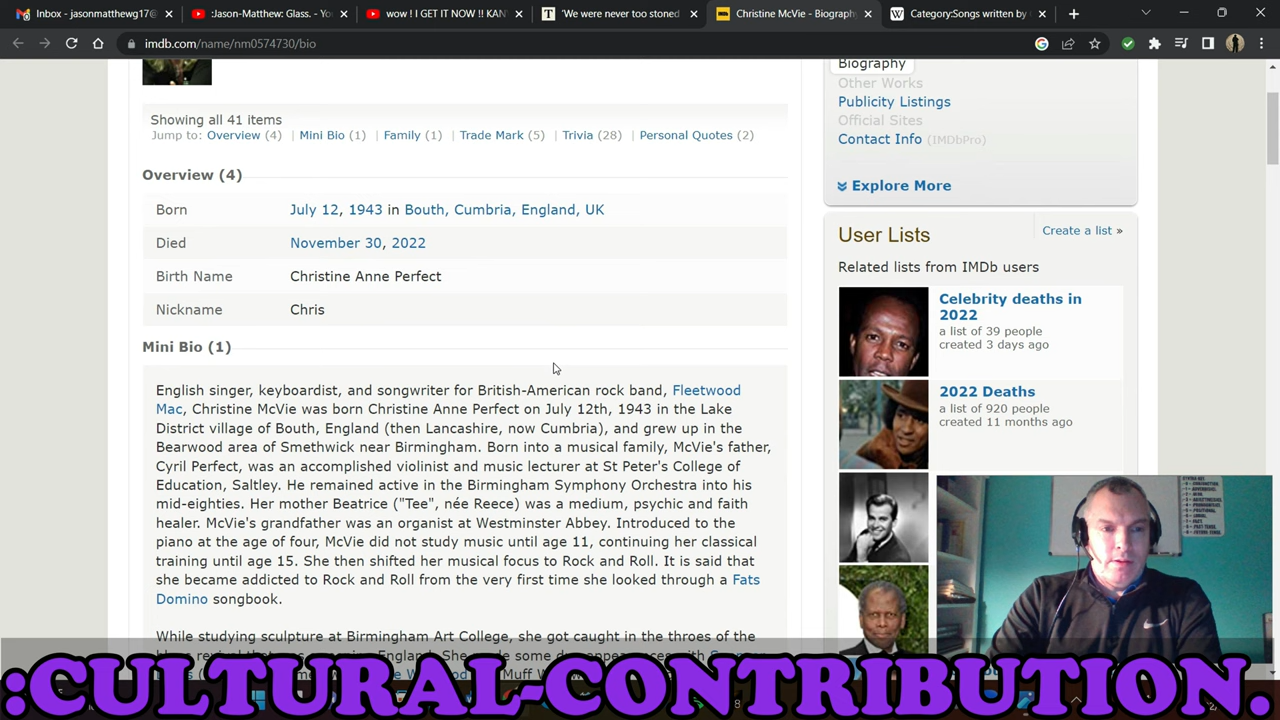 Inbox - jasonmatthewg17@
:Jason-Matthew: Glass. - You
wow ! I GET IT NOW !! KAN
'We were never too stoned
Christine McVie - Biography
Category:Songs written by
imdb.com/name/nm0574730/bio
Showing all 41 items
Jump to: Overview (4) | Mini Bio (1) | Family (1) | Trade Mark (5) | Trivia (28) | Personal Quotes (2)
Overview (4)
Born July 12, 1943 in Bouth, Cumbria, England, UK
Died November 30, 2022
Birth Name Christine Anne Perfect
Nickname Chris
Mini Bio (1)
English singer, keyboardist, and songwriter for British-American rock band, Fleetwood
Mac, Christine McVie was born Christine Anne Perfect on July 12th, 1943 in the Lake
District village of Bouth, England (then Lancashire, now Cumbria), and grew up in the
Bearwood area of Smethwick near Birmingham. Born into a musical family, McVie's father,
Cyril Perfect, was an accomplished violinist and music lecturer at St Peter's College of
Education, Saltley. He remained active in the Birmingham Symphony Orchestra into his
mid-eighties. Her mother Beatrice ("Tee", née Reece) was a medium, psychic and faith
healer. McVie's grandfather was an organist at Westminster Abbey. Introduced to the
piano at the age of four, McVie did not study music until age 11, continuing her classical
training until age 15. She then shifted her musical focus to Rock and Roll. It is said that
she became addicted to Rock and Roll from the very first time she looked through a Fats
Domino songbook.
While studying sculpture at Birmingham Art College, she got caught in the throes of the
Biography
Other Works
Publicity Listings
Official Sites
Contact Info (IMDbPro)
Explore More
User Lists
Create a list »
Related lists from IMDb users
Celebrity deaths in
2022
a list of 39 people
created 3 days ago
2022 Deaths
a list of 920 people
created 11 months ago
:CULTURAL-CONTRIBUTION.